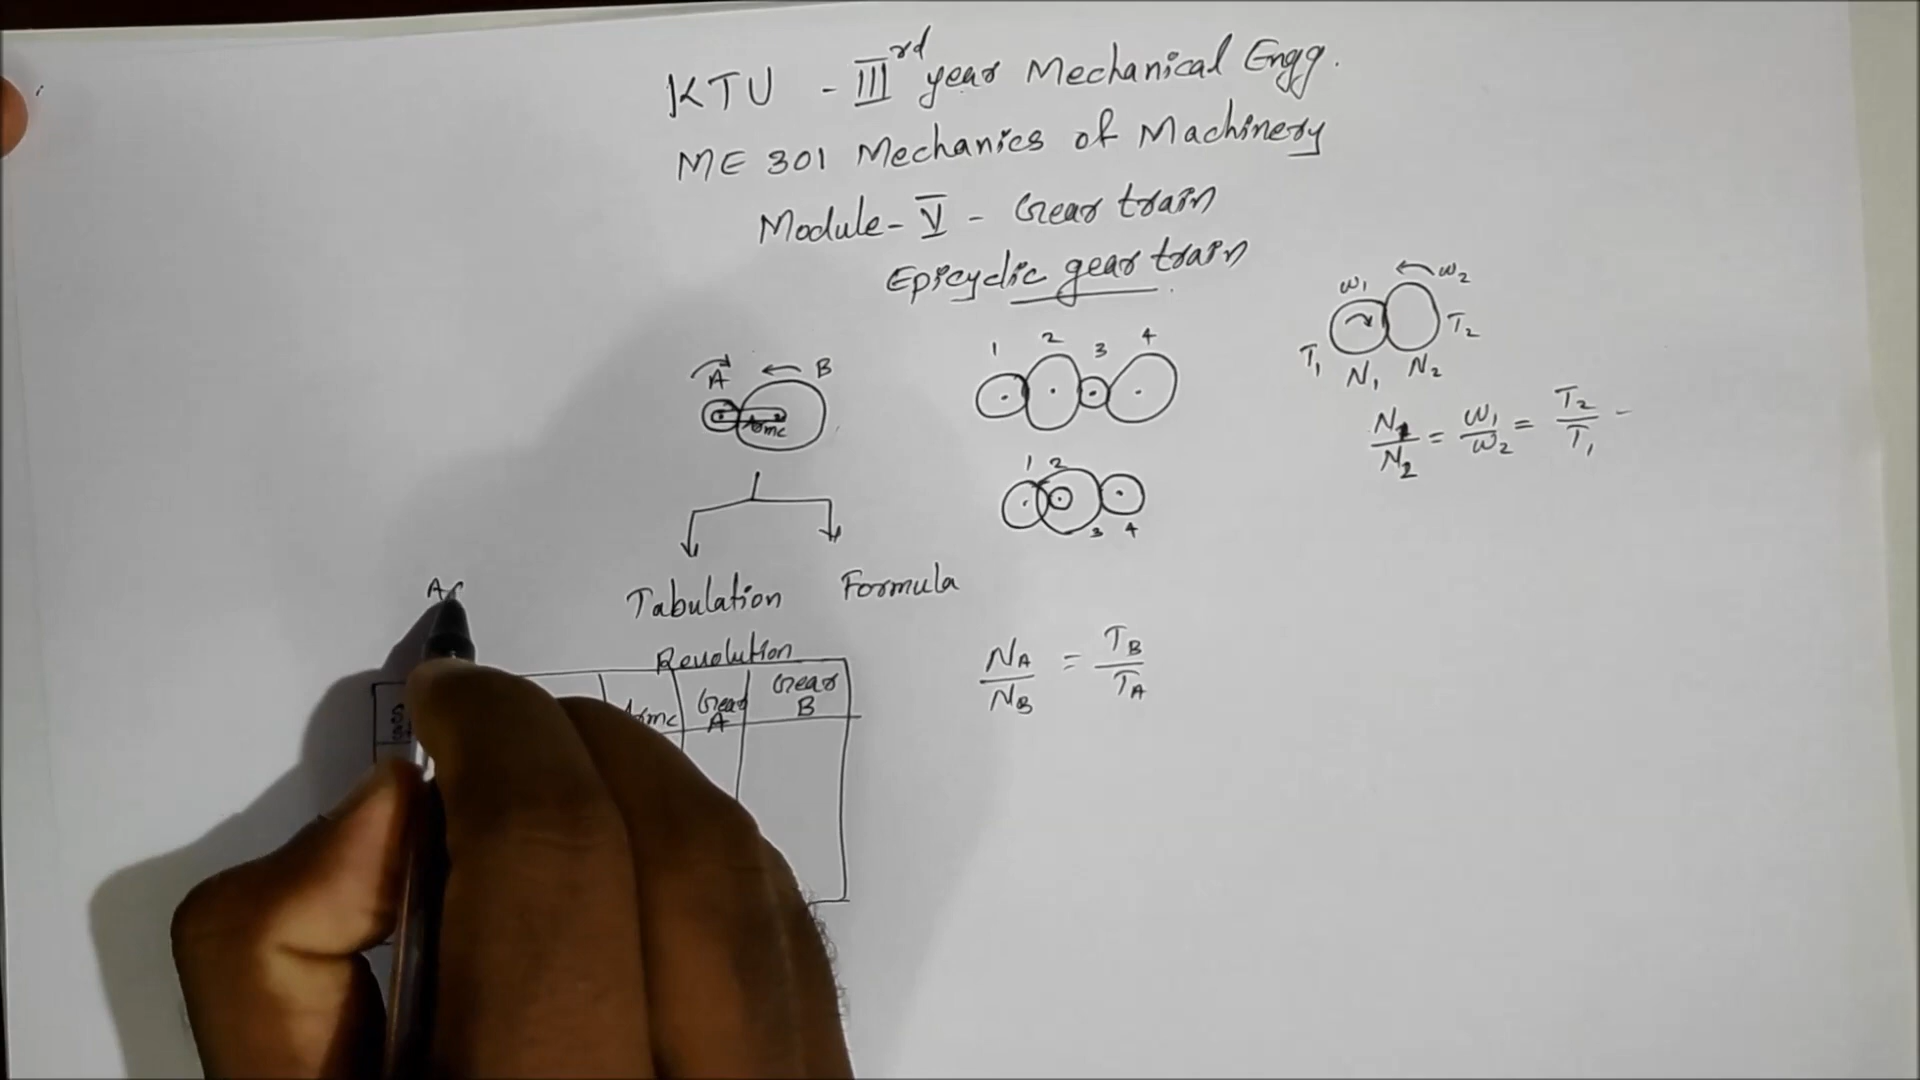 KTU - IIIrd year Mechanical Engg.
ME 301 Mechanics of Machinery
Module - V - Gear train
Epicyclic gear train
A B
Arm C
1 2 3 4
1 2
3 4
ω1 ω2
T1 N1 N2 T2
N1/N2 = ω1/ω2 = T2/T1 -
Tabulation Formula
Ar
Revolution
Arm C Gear A Gear B
NA/NB = TB/TA